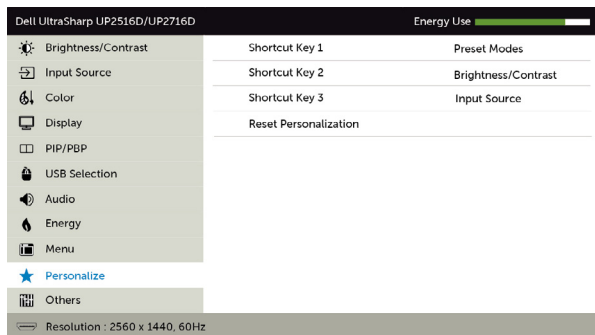 Dell UltraSharp UP2516D/UP2716D Energy Use
Brightness/Contrast Shortcut Key 1 Preset Modes
Input Source Shortcut Key 2 Brightness/Contrast
Color Shortcut Key 3 Input Source
Display Reset Personalization
PIP/PBP
USB Selection
Audio
Energy
Menu
Personalize
Others
Resolution : 2560 x 1440, 60Hz